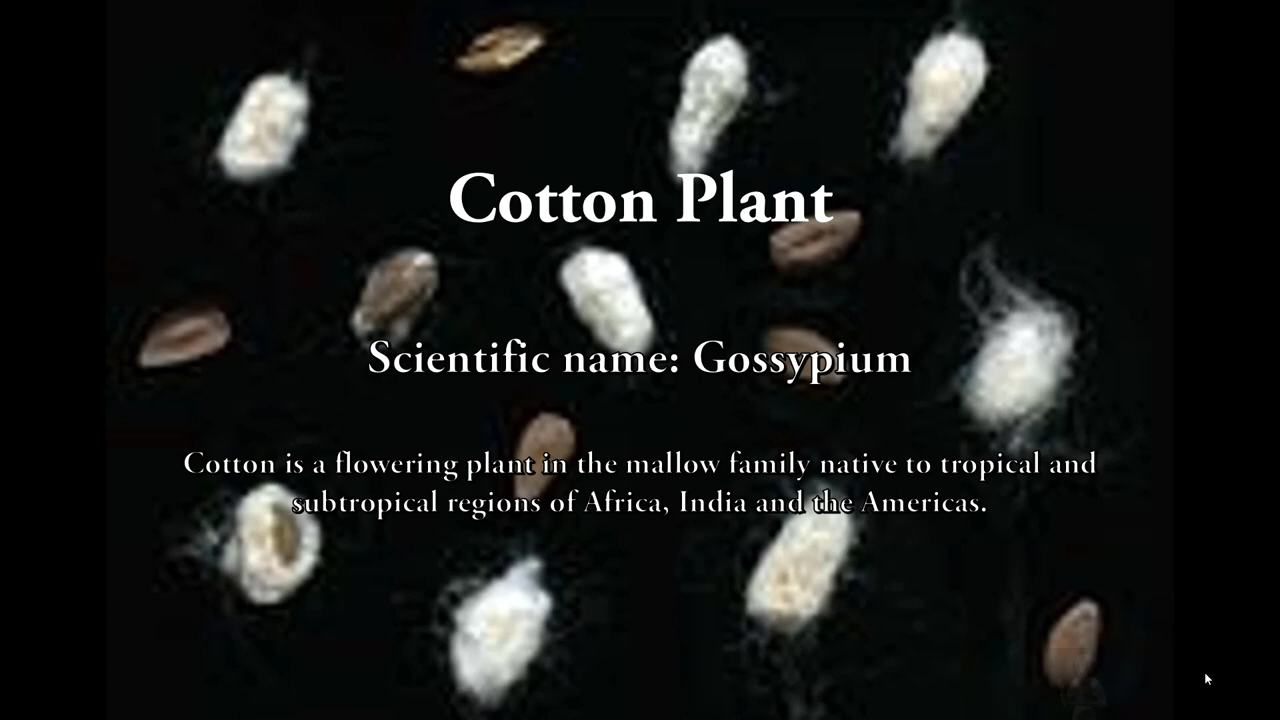 Cotton Plant
Scientific name: Gossypium
Cotton is a flowering plant in the mallow family native to tropical and
subtropical regions of Africa, India and the Americas.